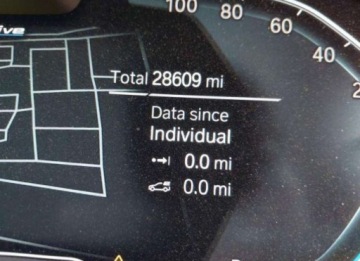 100 80 60 40
Total 28609 mi
Data since
Individual
0.0 mi
0.0 mi